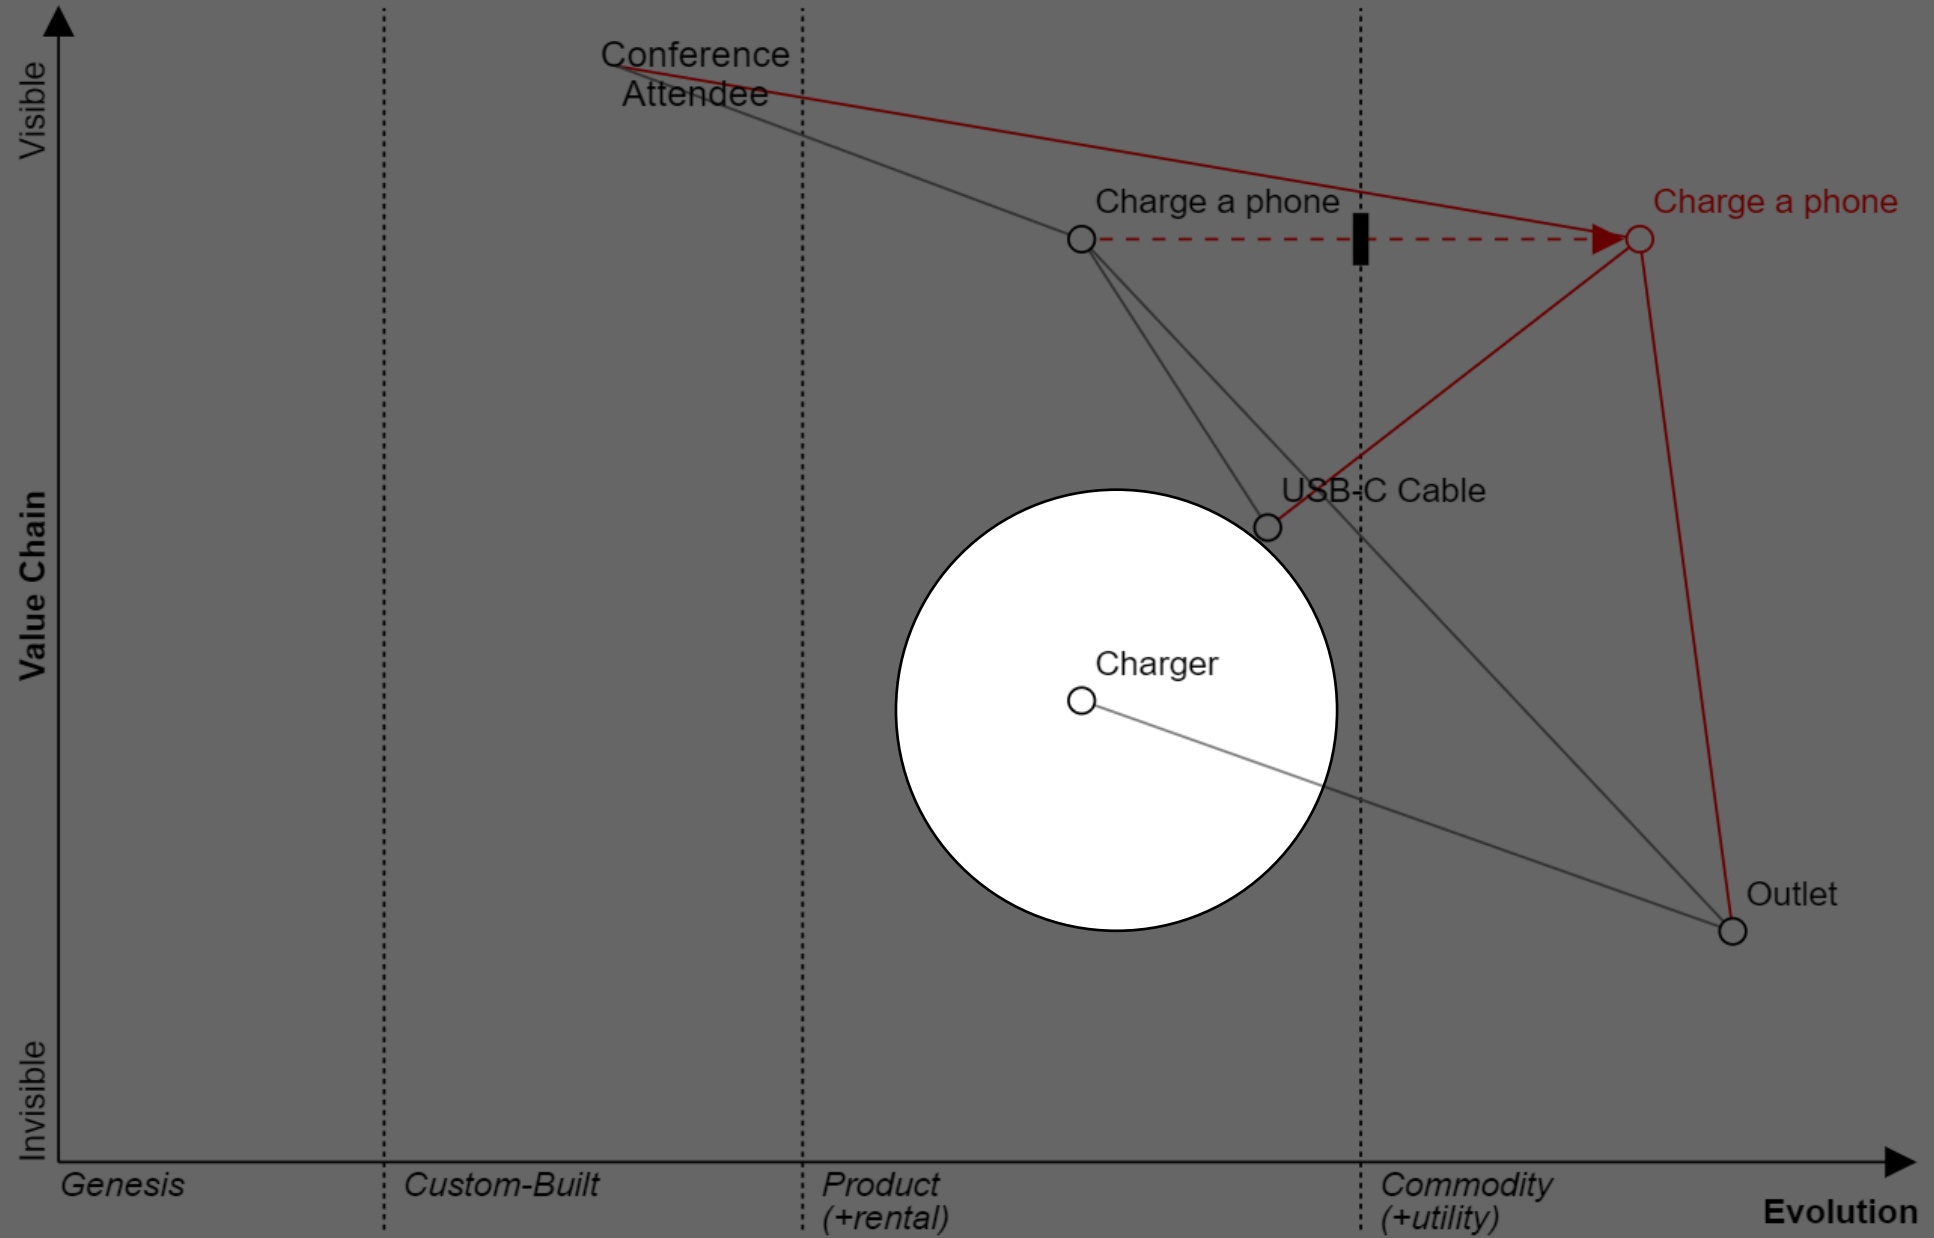 Visible
Value Chain
Invisible
Conference
Attendee
Charge a phone
Charge a phone
USB-C Cable
Charger
Outlet
Genesis
Custom-Built
Product
(+rental)
Commodity
(+utility)
Evolution